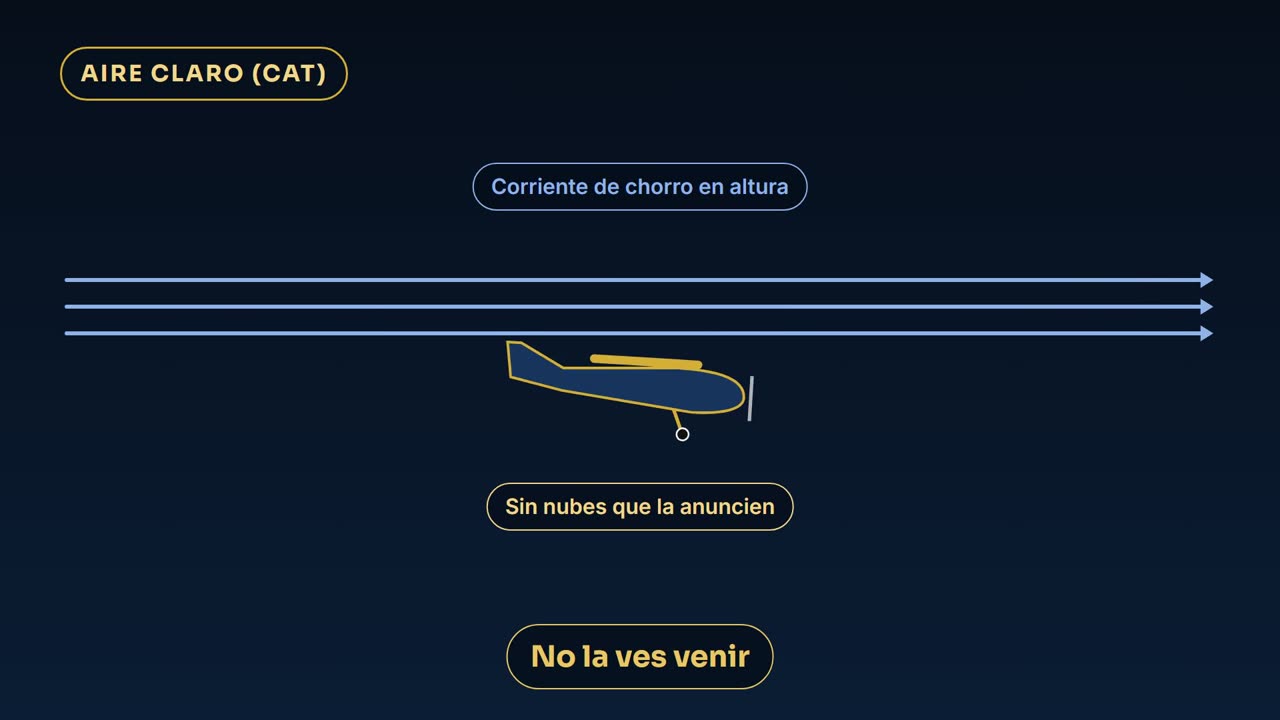 AIRE CLARO (CAT)
Corriente de chorro en altura
Sin nubes que la anuncien
No la ves venir